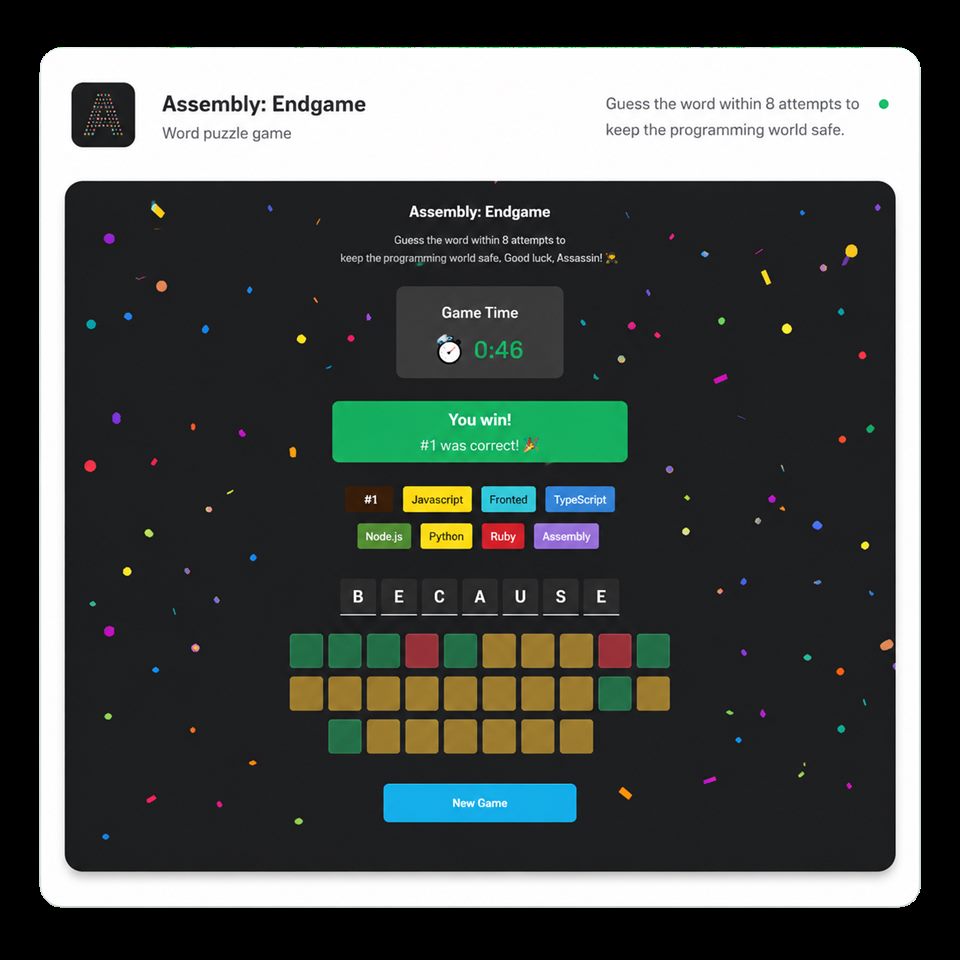 Assembly: Endgame
Word puzzle game
Guess the word within 8 attempts to
keep the programming world safe.
Assembly: Endgame
Guess the word within 8 attempts to
keep the programming world safe. Good luck, Assassin!
Game Time
0:46
You win!
#1 was correct! 🎉
#1 Javascript Fronted TypeScript
Node.js Python Ruby Assembly
B E C A U S E
New Game